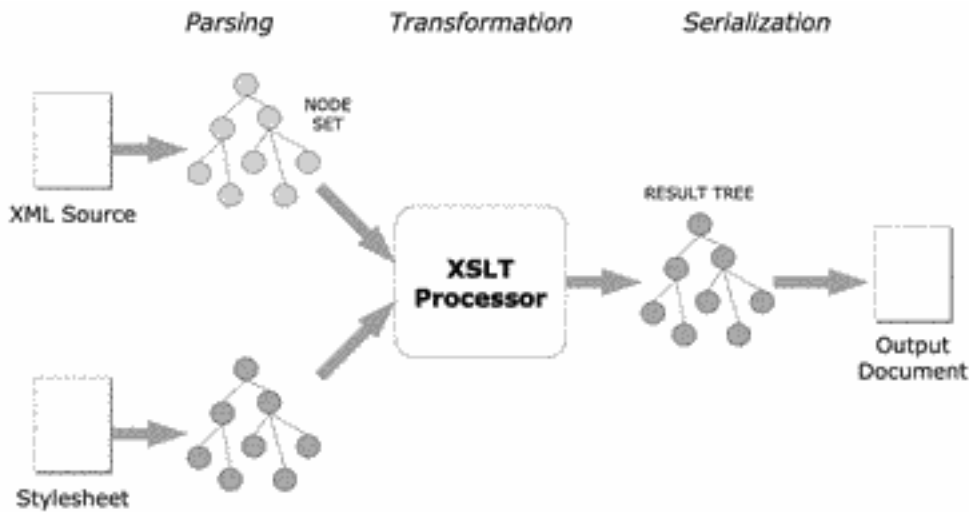 Parsing
Transformation
Serialization
NODE
SET
XML Source
XSLT
Processor
RESULT TREE
Output
Document
Stylesheet